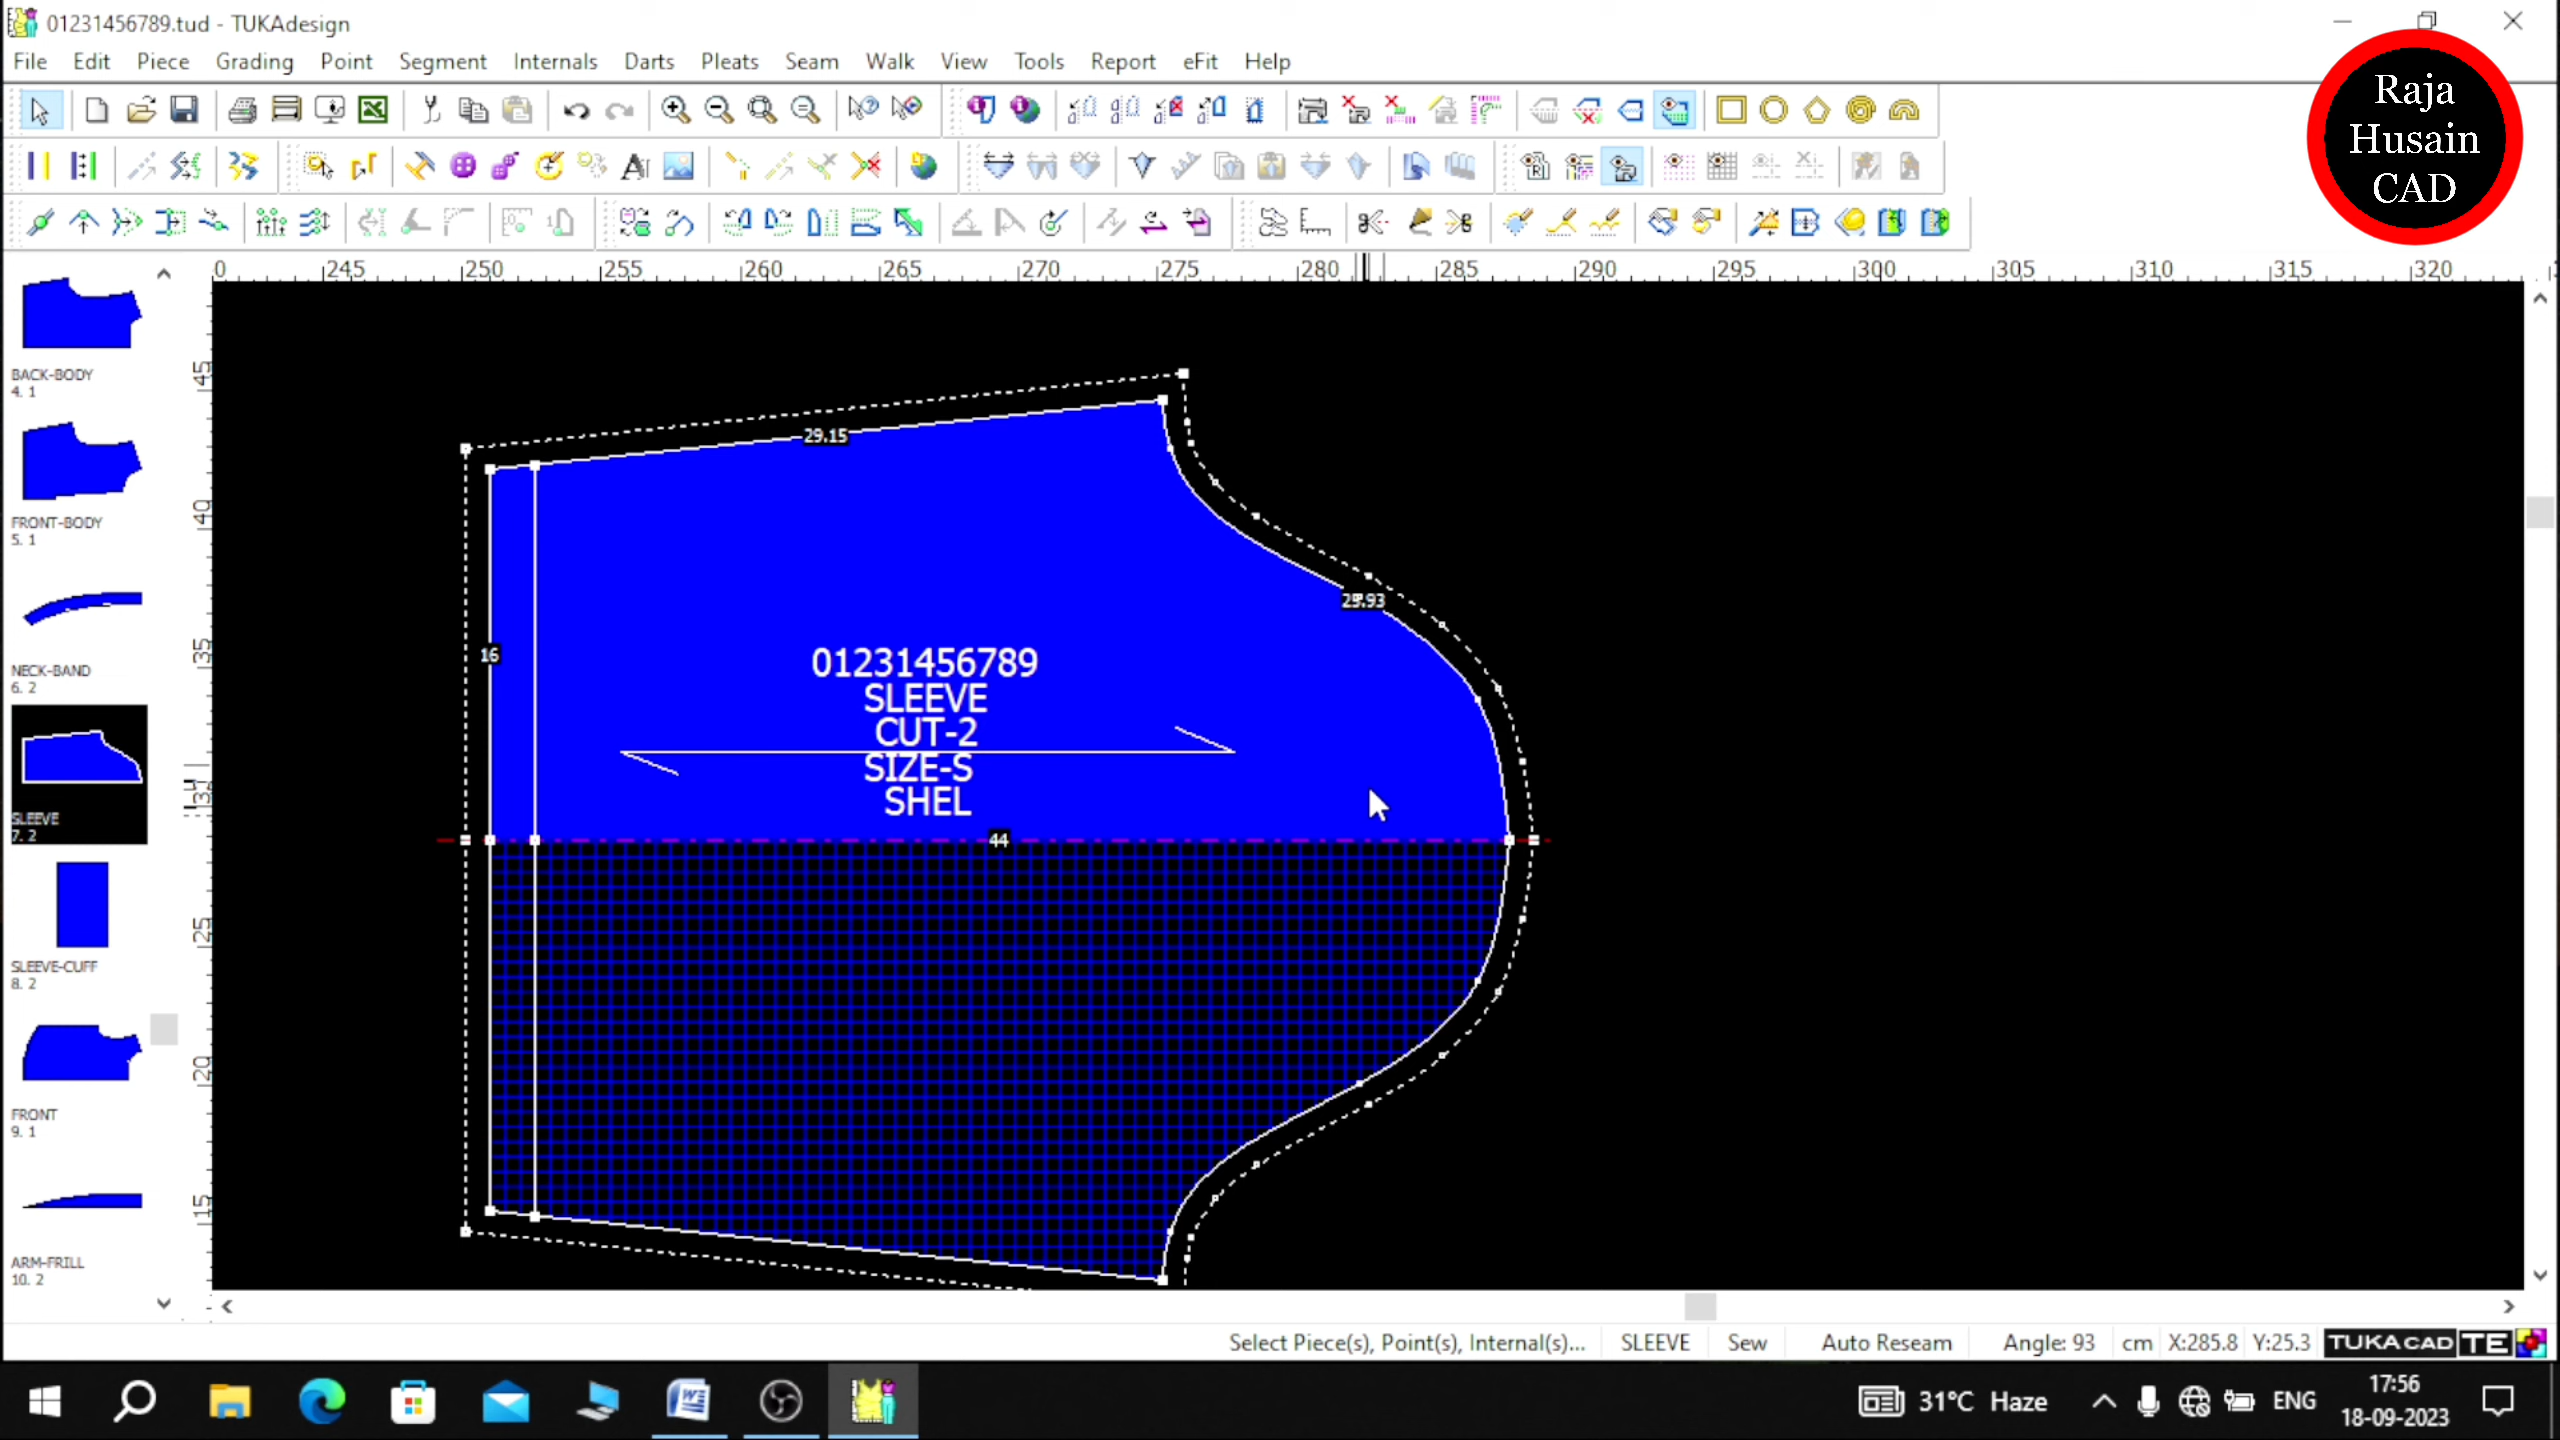 01231456789.tud - TUKAdesign
File Edit Piece Grading Point Segment Internals Darts Pleats Seam Walk View Tools Report eFit Help
Raja
Husain
CAD
0 245 250 255 260 265 270 275 280 285 290 295 300 305 310 315 320
45
40
35
25
20
15
BACK-BODY
4. 1
FRONT-BODY
5. 1
NECK-BAND
6. 2
SLEEVE
7. 2
SLEEVE-CUFF
8. 2
FRONT
9. 1
ARM-FRILL
10. 2
29.15
16
44
01231456789
SLEEVE
CUT-2
SIZE-S
SHEL
Select Piece(s), Point(s), Internal(s)... SLEEVE Sew Auto Reseam Angle: 93 cm X:285.8 Y:25.3 TUKACAD TE
31°C Haze ENG
17:56
18-09-2023